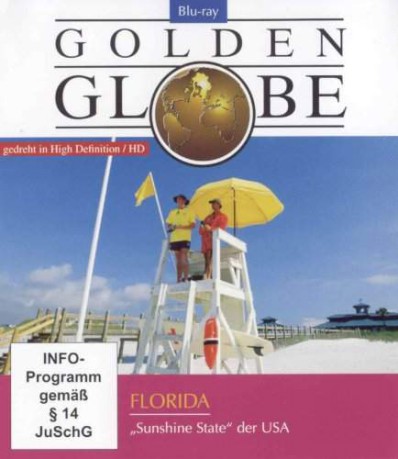 Blu-ray
GOLDEN
GLOBE
gedreht in High Definition / HD
INFO-
Programm
gemäß
§ 14
JuSchG
FLORIDA
„Sunshine State“ der USA